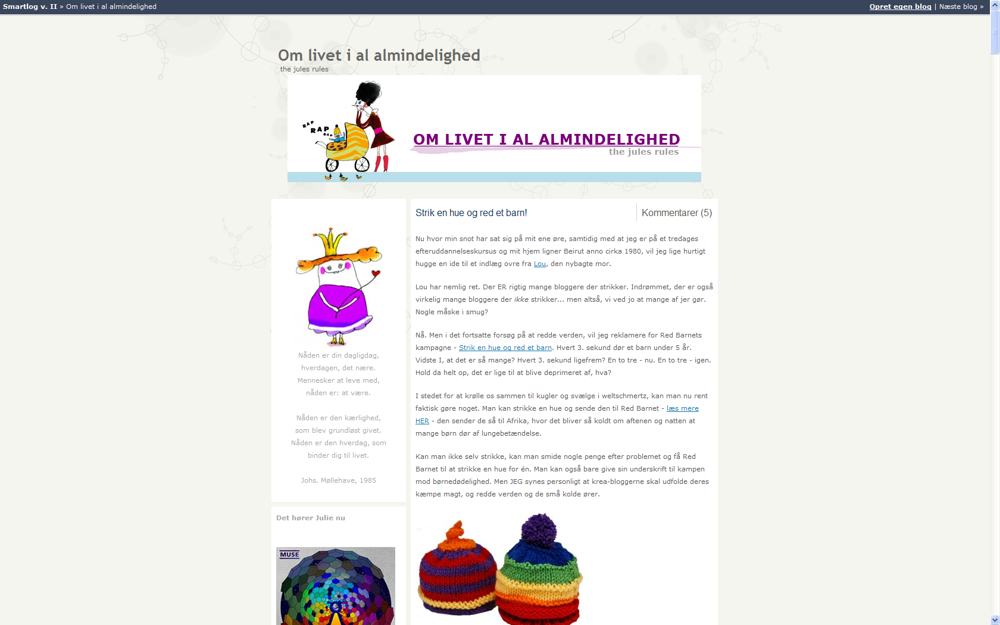 Smartlog v. II » Om livet i al almindelighed
Opret egen blog | Næste blog »
Om livet i al almindelighed
the jules rules
RAP
RAP
RAP
OM LIVET I AL ALMINDELIGHED
the jules rules
Nåden er din dagligdag,
hverdagen, det nære.
Mennesker at leve med,
nåden er: at være.
Nåden er den kærlighed,
som blev grundløst givet.
Nåden er den hverdag, som
binder dig til livet.
Johs. Møllehave, 1985
Det hører Julie nu
MUSE
Strik en hue og red et barn!
Kommentarer (5)
Nu hvor min snot har sat sig på mit ene øre, samtidig med at jeg er på et tredages
efteruddannelseskursus og mit hjem ligner Beirut anno cirka 1980, vil jeg lige hurtigt
hugge en ide til et indlæg ovre fra Lou, den nybagte mor.
Lou har nemlig ret. Der ER rigtig mange bloggere der strikker. Indrømmet, der er også
virkelig mange bloggere der ikke strikker... men altså, vi ved jo at mange af jer gør.
Nogle måske i smug?
Nå. Men i det fortsatte forsøg på at redde verden, vil jeg reklamere for Red Barnets
kampagne - Strik en hue og red et barn. Hvert 3. sekund dør et barn under 5 år.
Vidste I, at det er så mange? Hvert 3. sekund ligefrem? En to tre - nu. En to tre - igen.
Hold da helt op, det er lige til at blive deprimeret af, hva?
I stedet for at krølle os sammen til kugler og svælge i weltschmertz, kan man nu rent
faktisk gøre noget. Man kan strikke en hue og sende den til Red Barnet - læs mere
HER - den sender de så til Afrika, hvor det bliver så koldt om aftenen og natten at
mange børn dør af lungebetændelse.
Kan man ikke selv strikke, kan man smide nogle penge efter problemet og få Red
Barnet til at strikke en hue for én. Man kan også bare give sin underskrift til kampen
mod børnedødelighed. Men JEG synes personligt at krea-bloggerne skal udfolde deres
kæmpe magt, og redde verden og de små kolde ører.